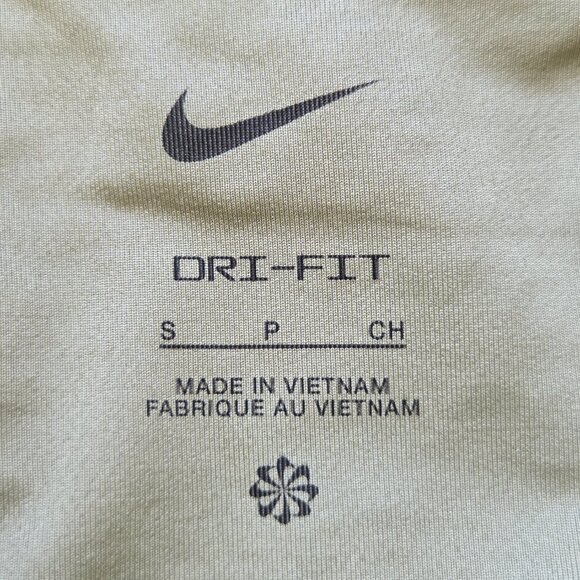 DRI-FIT
S P CH
MADE IN VIETNAM
FABRIQUE AU VIETNAM